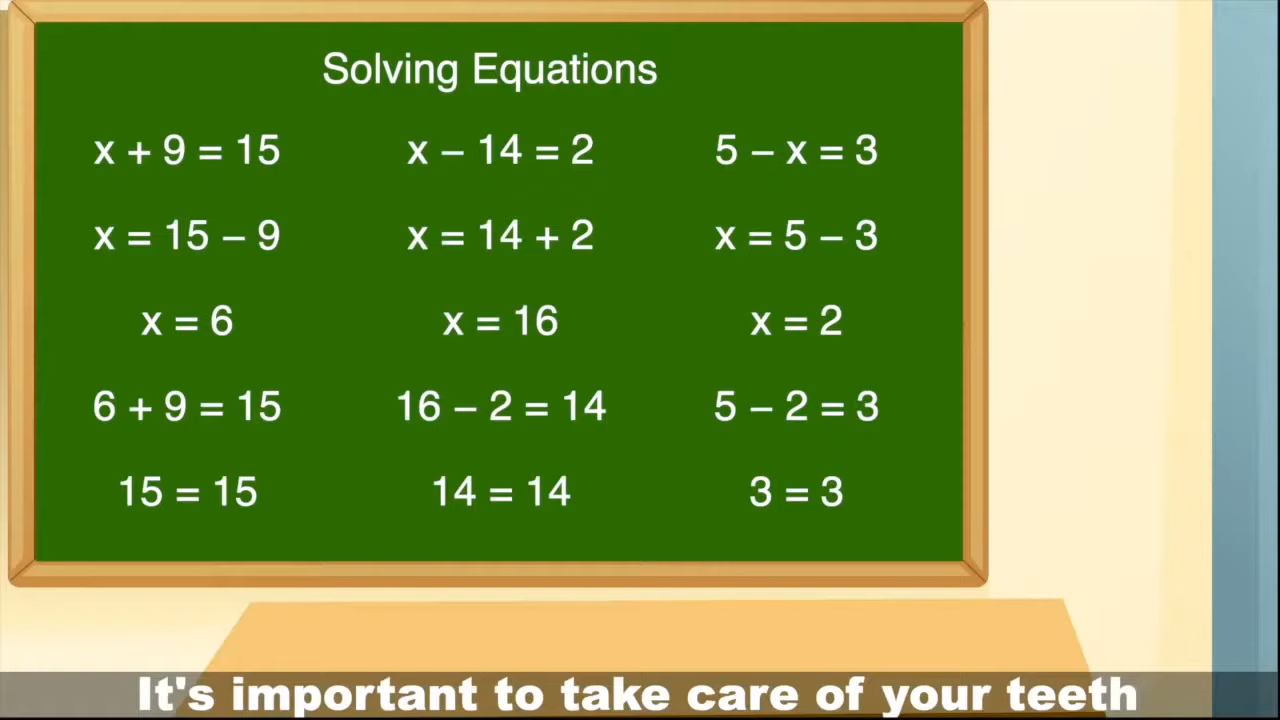 Solving Equations
x + 9 = 15
x – 14 = 2
5 – x = 3
x = 15 – 9
x = 14 + 2
x = 5 – 3
x = 6
x = 16
x = 2
6 + 9 = 15
16 – 2 = 14
5 – 2 = 3
15 = 15
14 = 14
3 = 3
It's important to take care of your teeth